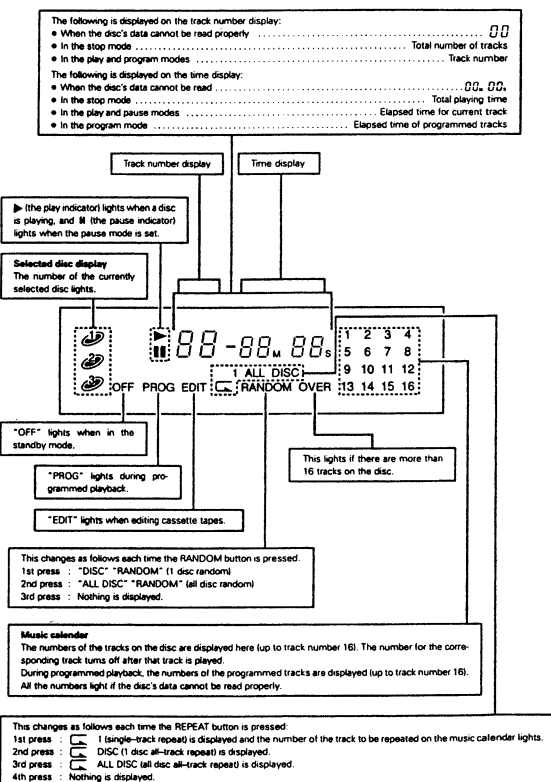 The following is displayed on the track number display:
● When the disc's data cannot be read properly .......... 00
● In the stop mode .......... Total number of tracks
● In the play and program modes .......... Track number
The following is displayed on the time display:
● When the disc's data cannot be read .......... 00. 00.
● In the stop mode .......... Total playing time
● In the play and pause modes .......... Elapsed time for current track
● In the program mode .......... Elapsed time of programmed tracks
Track number display
Time display
▶ (the play indicator) lights when a disc
is playing, and ⏸ (the pause indicator)
lights when the pause mode is set.
Selected disc display
The number of the currently
selected disc lights.
1
2
3
▶ ⏸ 88 -88M 88S
1 ALL DISC
OFF PROG EDIT RANDOM OVER
1 2 3 4
5 6 7 8
9 10 11 12
13 14 15 16
"OFF" lights when in the
standby mode.
"PROG" lights during pro-
grammed playback.
"EDIT" lights when editing cassette tapes.
This lights if there are more than
16 tracks on the disc.
This changes as follows each time the RANDOM button is pressed.
1st press : "DISC" "RANDOM" (1 disc random)
2nd press : "ALL DISC" "RANDOM" (all disc random)
3rd press : Nothing is displayed.
Music calendar
The numbers of the tracks on the disc are displayed here (up to track number 16). The number for the corre-
sponding track turns off after that track is played.
During programmed playback, the numbers of the programmed tracks are displayed (up to track number 16).
All the numbers light if the disc's data cannot be read properly.
This changes as follows each time the REPEAT button is pressed:
1st press : 1 (single-track repeat) is displayed and the number of the track to be repeated on the music calendar lights.
2nd press : DISC (1 disc all-track repeat) is displayed.
3rd press : ALL DISC (all disc all-track repeat) is displayed.
4th press : Nothing is displayed.